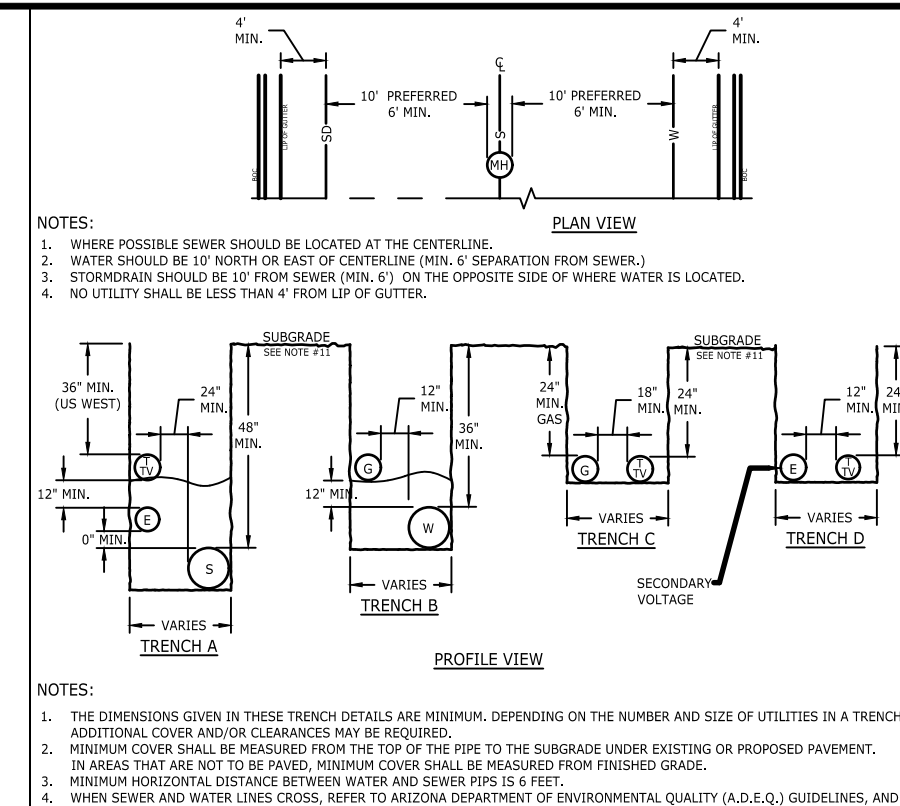 4' MIN.
4' MIN.
℄
10' PREFERRED 6' MIN.
10' PREFERRED 6' MIN.
BOC
LIP OF GUTTER
SD
S
MH
W
LIP OF GUTTER
BOC
PLAN VIEW
NOTES:
1. WHERE POSSIBLE SEWER SHOULD BE LOCATED AT THE CENTERLINE.
2. WATER SHOULD BE 10' NORTH OR EAST OF CENTERLINE (MIN. 6' SEPARATION FROM SEWER.)
3. STORMDRAIN SHOULD BE 10' FROM SEWER (MIN. 6') ON THE OPPOSITE SIDE OF WHERE WATER IS LOCATED.
4. NO UTILITY SHALL BE LESS THAN 4' FROM LIP OF GUTTER.
SUBGRADE
SEE NOTE #11
SUBGRADE
SEE NOTE #11
36" MIN.
(US WEST)
24" MIN.
48" MIN.
T TV
12" MIN.
E
0" MIN.
S
VARIES
TRENCH A
12" MIN.
36" MIN.
G
12" MIN.
W
VARIES
TRENCH B
24" MIN. GAS
18" MIN.
24" MIN.
G
T TV
VARIES
TRENCH C
12" MIN.
E
T TV
VARIES
TRENCH D
SECONDARY
VOLTAGE
PROFILE VIEW
NOTES:
1. THE DIMENSIONS GIVEN IN THESE TRENCH DETAILS ARE MINIMUM. DEPENDING ON THE NUMBER AND SIZE OF UTILITIES IN A TRENCH
ADDITIONAL COVER AND/OR CLEARANCES MAY BE REQUIRED.
2. MINIMUM COVER SHALL BE MEASURED FROM THE TOP OF THE PIPE TO THE SUBGRADE UNDER EXISTING OR PROPOSED PAVEMENT.
IN AREAS THAT ARE NOT TO BE PAVED, MINIMUM COVER SHALL BE MEASURED FROM FINISHED GRADE.
3. MINIMUM HORIZONTAL DISTANCE BETWEEN WATER AND SEWER PIPS IS 6 FEET.
4. WHEN SEWER AND WATER LINES CROSS, REFER TO ARIZONA DEPARTMENT OF ENVIRONMENTAL QUALITY (A.D.E.Q.) GUIDELINES, AND